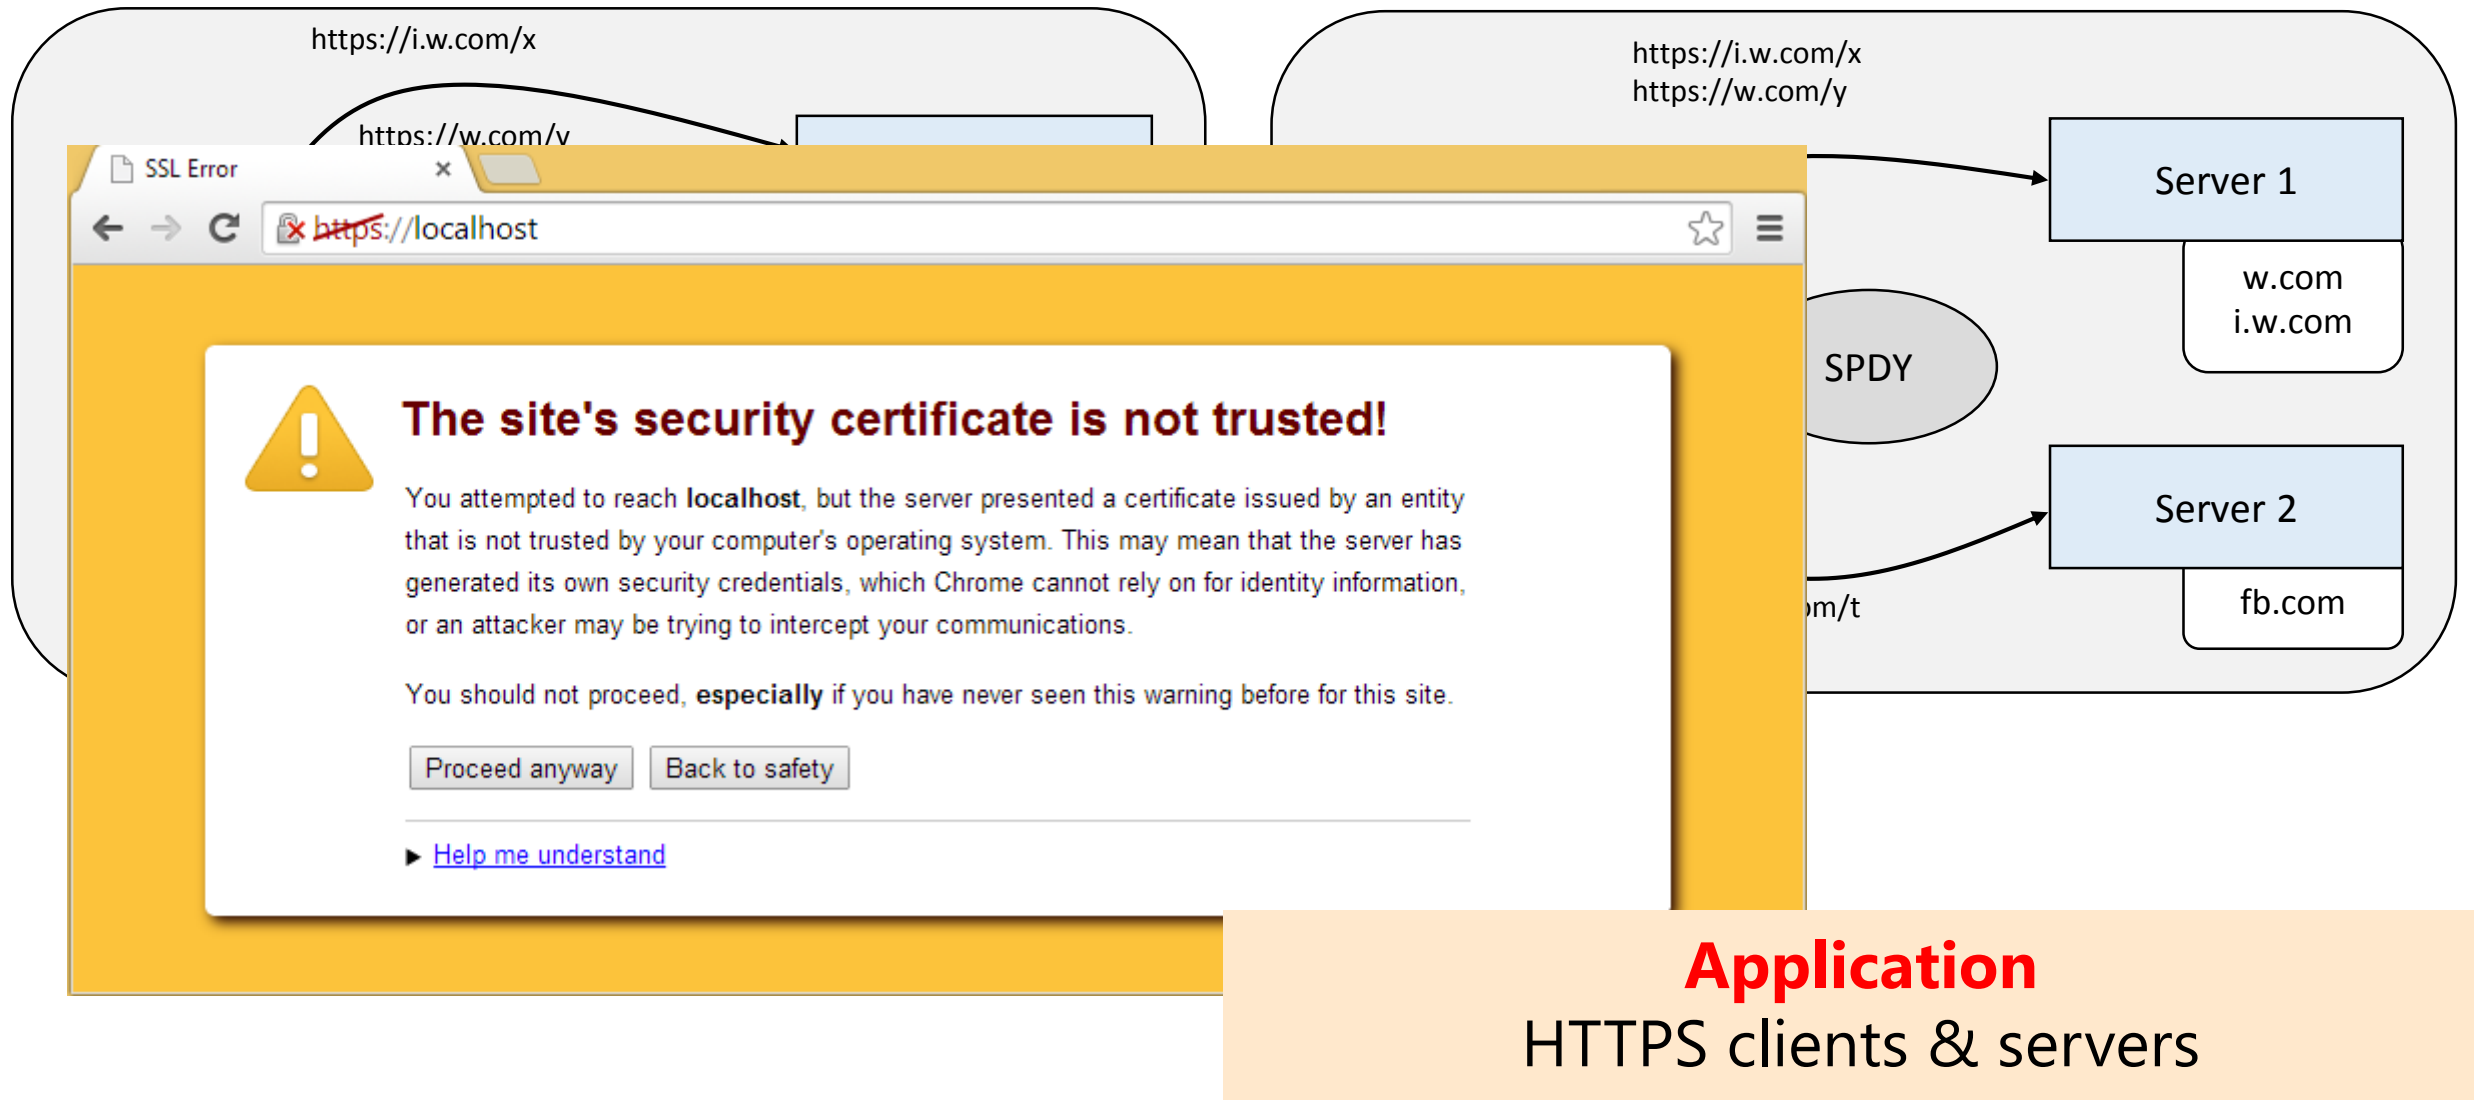 https://i.w.com/x
https://w.com/y
https://i.w.com/x
https://w.com/y
SSL Error
https://localhost
Server 1
w.com
i.w.com
SPDY
The site's security certificate is not trusted!
You attempted to reach localhost, but the server presented a certificate issued by an entity
that is not trusted by your computer's operating system. This may mean that the server has
generated its own security credentials, which Chrome cannot rely on for identity information,
or an attacker may be trying to intercept your communications.
You should not proceed, especially if you have never seen this warning before for this site.
Proceed anyway
Back to safety
Help me understand
Server 2
fb.com
om/t
Application
HTTPS clients & servers